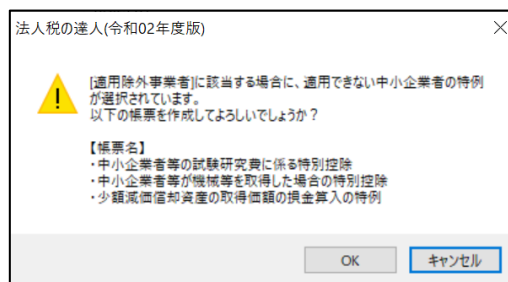 法人税の達人(令和02年度版)
[適用除外事業者]に該当する場合に、適用できない中小企業者の特例
が選択されています。
以下の帳票を作成してよろしいでしょうか？
【帳票名】
・中小企業者等の試験研究費に係る特別控除
・中小企業者等が機械等を取得した場合の特別控除
・少額減価償却資産の取得価額の損金算入の特例
OK
キャンセル